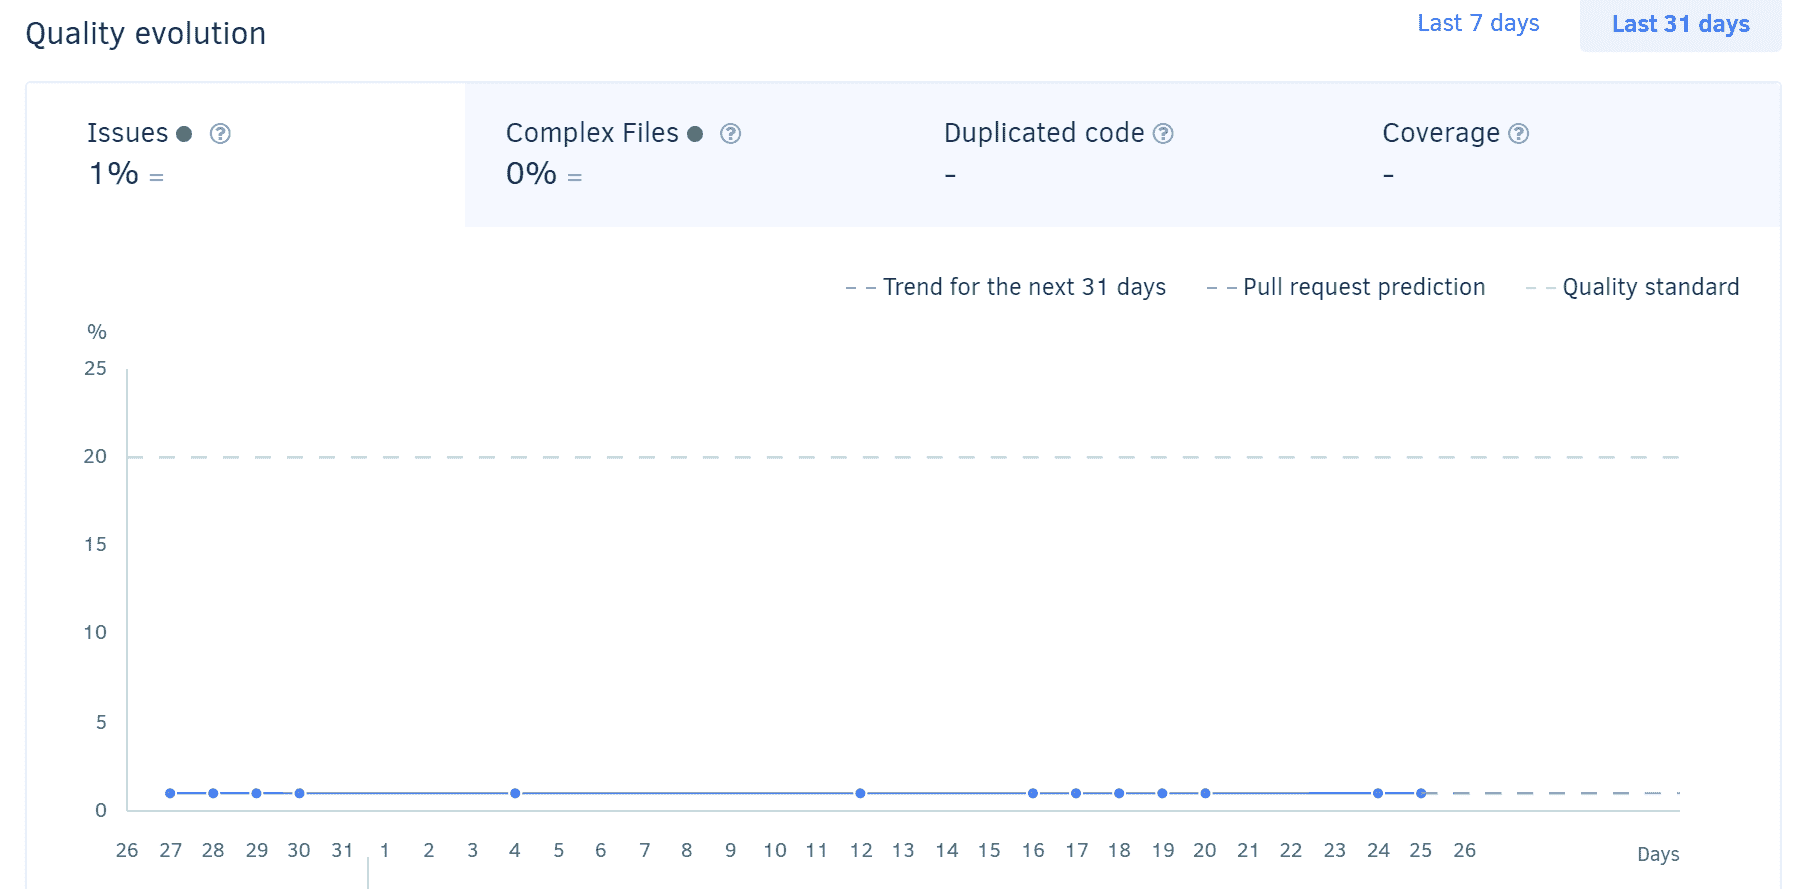 Quality evolution
Last 7 days
Last 31 days
Issues ?
1% =
Complex Files ?
0% =
Duplicated code ?
-
Coverage ?
-
Trend for the next 31 days
Pull request prediction
Quality standard
%
25
20
15
10
5
0
26 27 28 29 30 31 1 2 3 4 5 6 7 8 9 10 11 12 13 14 15 16 17 18 19 20 21 22 23 24 25 26
Days